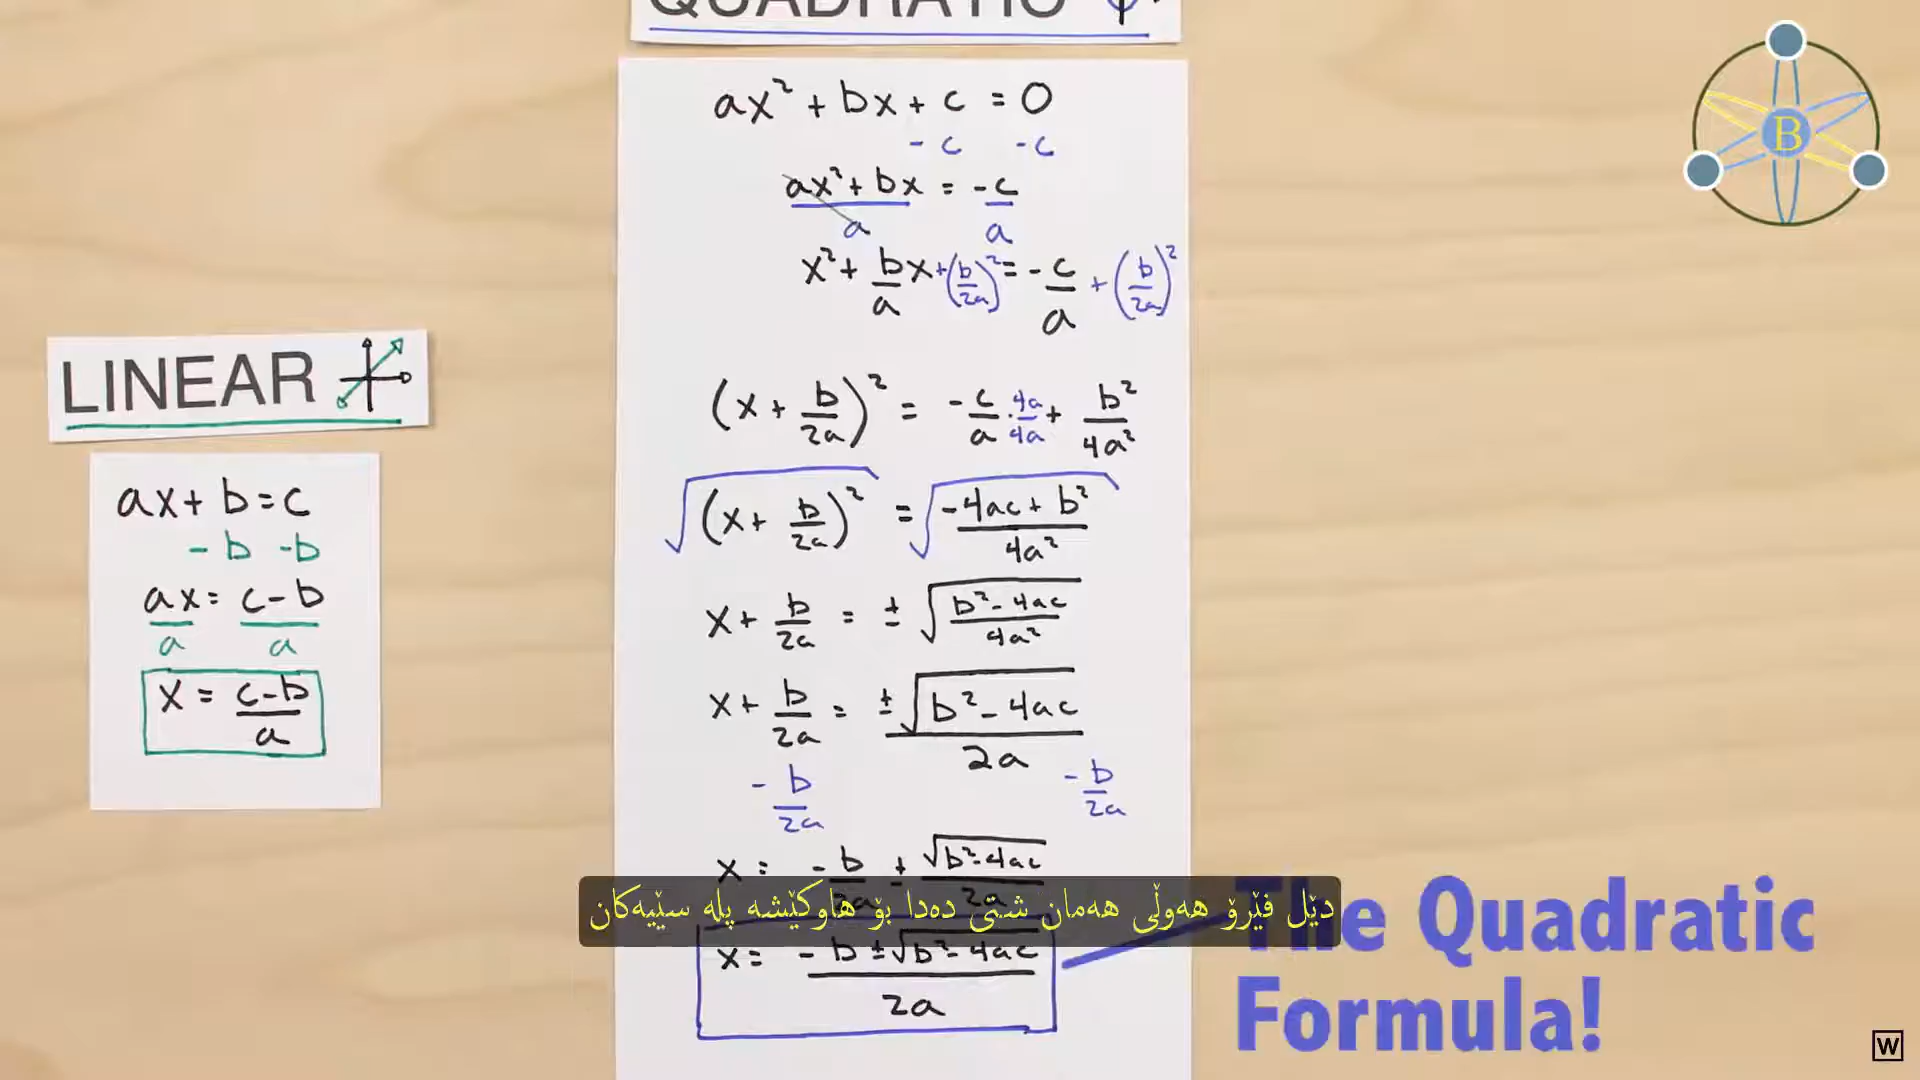 QUADRATIC
ax² + bx + c = 0
- c -c
ax² + bx = -c
a a
x² + b/a x + (b/2a)² = -c/a + (b/2a)²
(x + b/2a)² = -c/a · 4a/4a + b²/4a²
√(x + b/2a)² = √(-4ac + b²)/4a²
x + b/2a = ± √(b² - 4ac)/4a²
x + b/2a = ±√b² - 4ac / 2a
- b/2a - b/2a
x = -b/2a ± √b² - 4ac / 2a
x = -b ± √b² - 4ac / 2a
LINEAR
ax + b = c
- b -b
ax = c - b
a a
x = c - b / a
دێل فێرۆ هەوڵی هەمان شتی دەدا بۆ هاوکێشە پلە سێیەکان
The Quadratic
Formula!
B
W